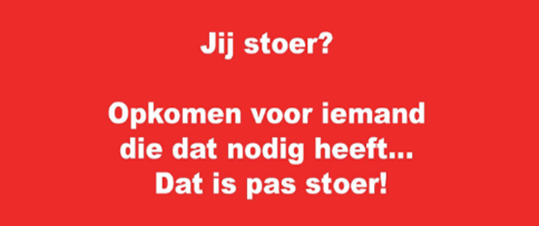 Jij stoer?
Opkomen voor iemand
die dat nodig heeft...
Dat is pas stoer!